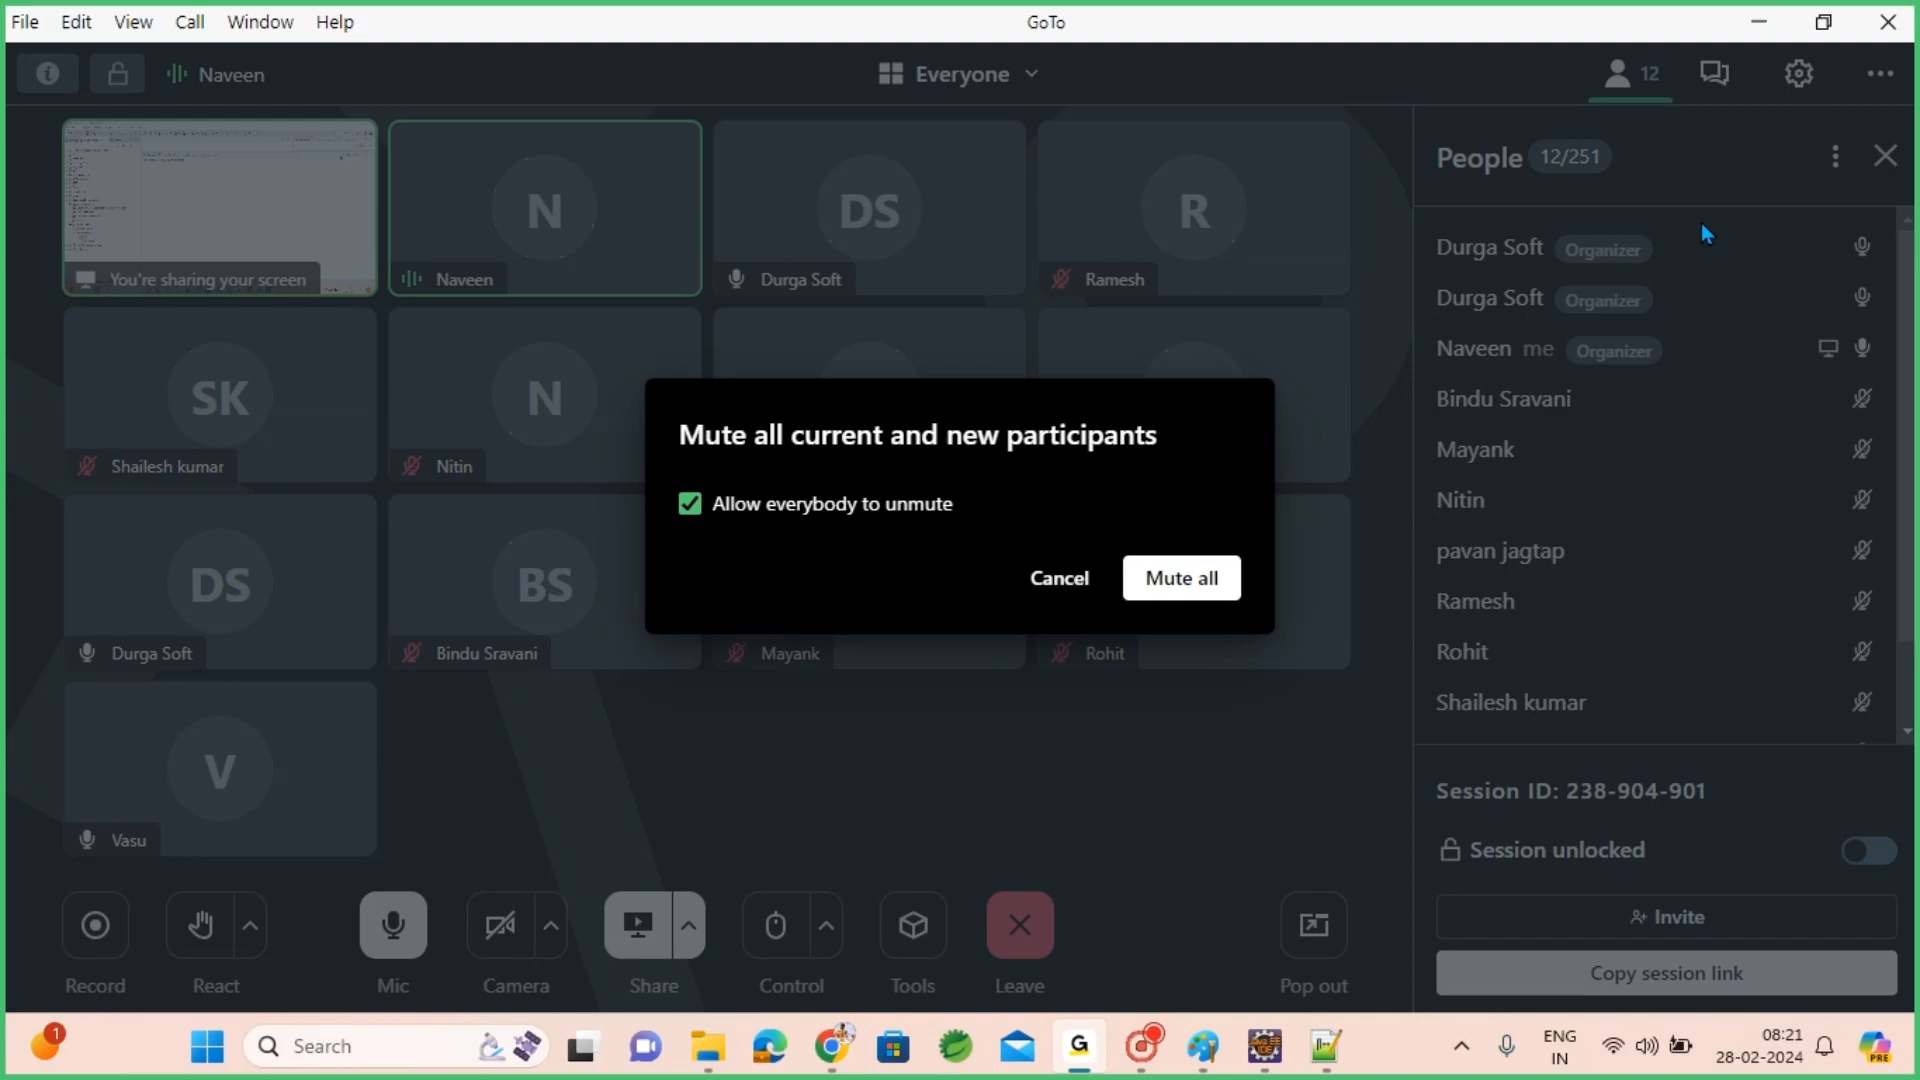 File Edit View Call Window Help
GoTo
Naveen
Everyone
12
You're sharing your screen
N
Naveen
DS
Durga Soft
R
Ramesh
SK
Shailesh kumar
N
Nitin
DS
Durga Soft
BS
Bindu Sravani
Mayank
Rohit
V
Vasu
Mute all current and new participants
Allow everybody to unmute
Cancel
Mute all
People 12/251
Durga Soft Organizer
Durga Soft Organizer
Naveen me Organizer
Bindu Sravani
Mayank
Nitin
pavan jagtap
Ramesh
Rohit
Shailesh kumar
Session ID: 238-904-901
Session unlocked
Invite
Copy session link
Record
React
Mic
Camera
Share
Control
Tools
Leave
Pop out
1
Search
G
ENG
IN
08:21
28-02-2024
PRE